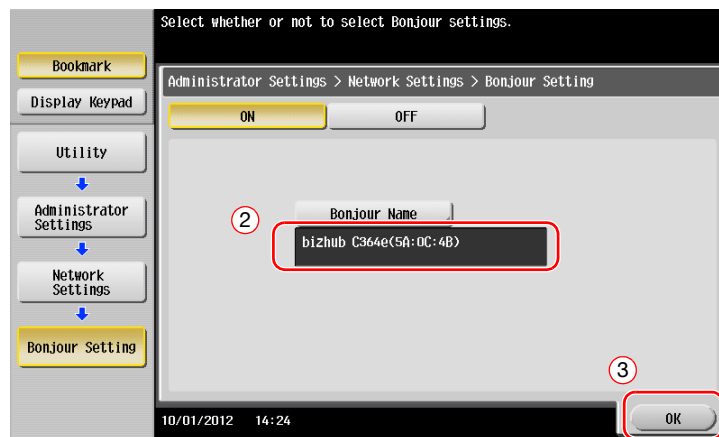 Select whether or not to select Bonjour settings.
Bookmark
Display Keypad
Utility
Administrator
Settings
Network
Settings
Bonjour Setting
Administrator Settings > Network Settings > Bonjour Setting
ON
OFF
②
Bonjour Name
bizhub C364e(5A:0C:4B)
③
10/01/2012 14:24
OK